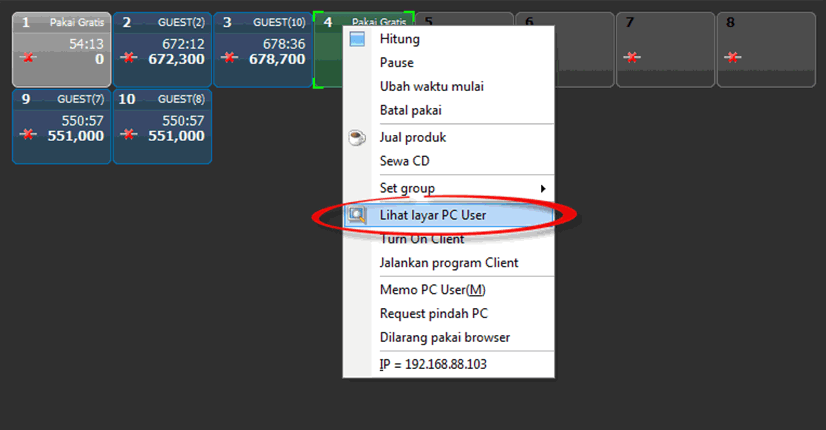 1 Pakai Gratis
54:13
0
2 GUEST(2)
672:12
672,300
3 GUEST(10)
678:36
678,700
4 Pakai Gratis
5
7
8
9 GUEST(7)
550:57
551,000
10 GUEST(8)
550:57
551,000
Hitung
Pause
Ubah waktu mulai
Batal pakai
Jual produk
Sewa CD
Set group
Lihat layar PC User
Turn On Client
Jalankan program Client
Memo PC User(M)
Request pindah PC
Dilarang pakai browser
IP = 192.168.88.103